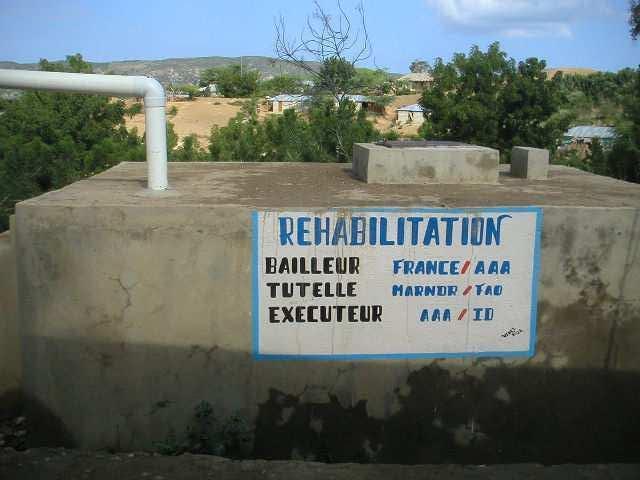 REHABILITATION
BAILLEUR FRANCE/AAA
TUTELLE MARNDR/FAO
EXECUTEUR AAA/ID